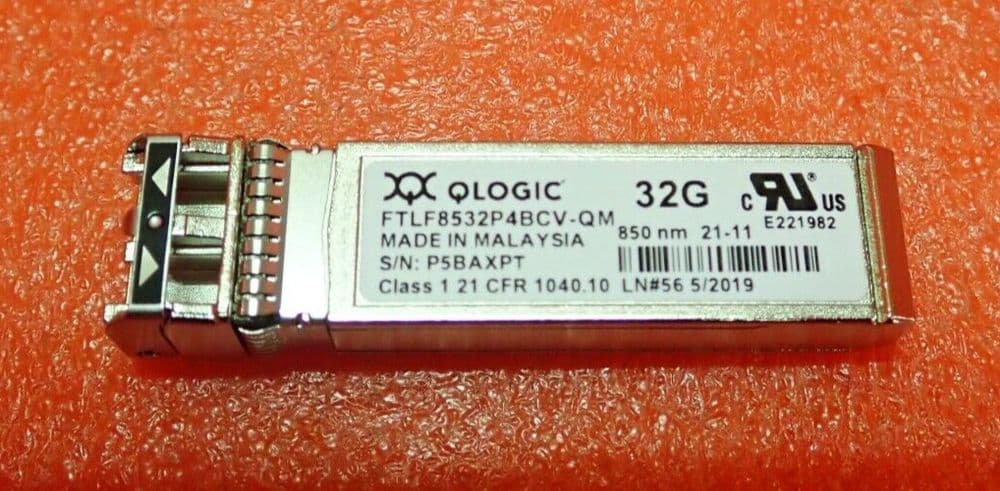 QLOGIC 32G c RU US
FTLF8532P4BCV-QM E221982
MADE IN MALAYSIA 850 nm 21-11
S/N: P5BAXPT
Class 1 21 CFR 1040.10 LN#56 5/2019